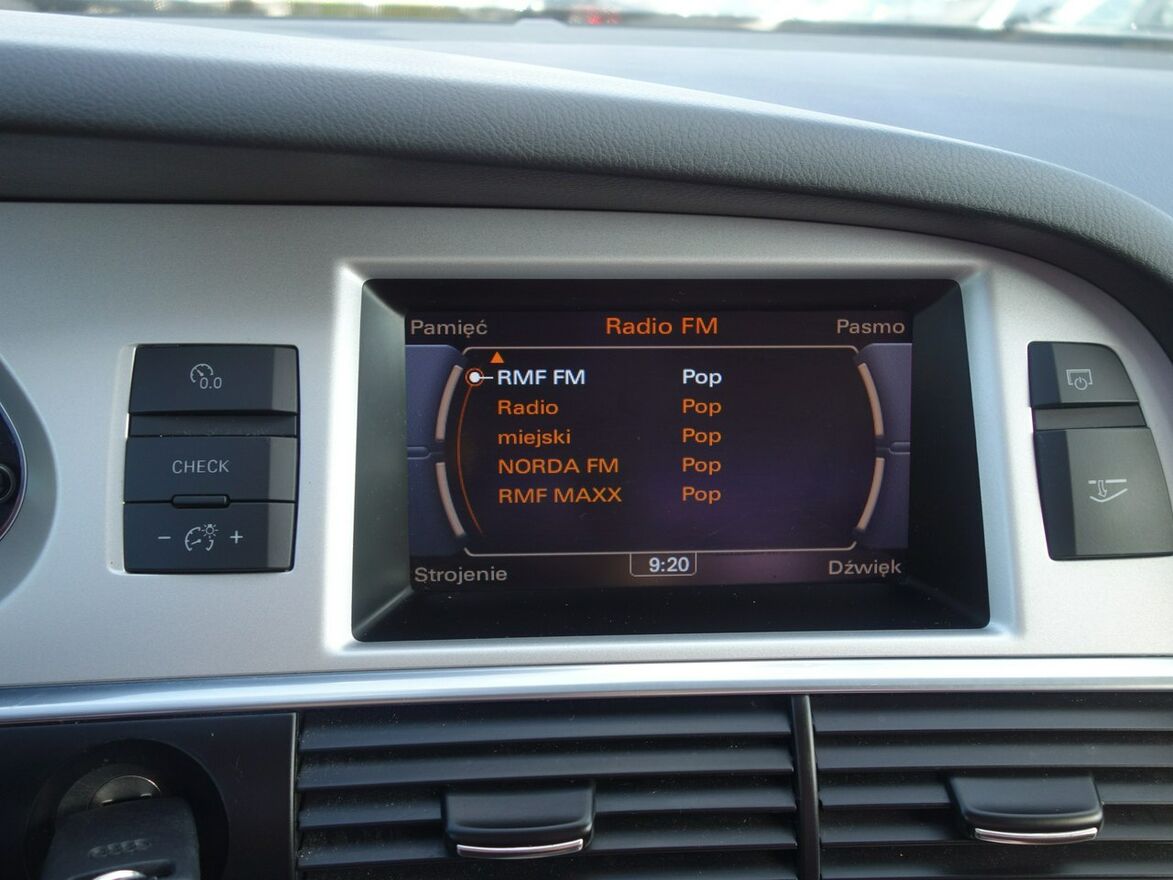 Pamięć Radio FM Pasmo
RMF FM Pop
Radio Pop
miejski Pop
NORDA FM Pop
RMF MAXX Pop
Strojenie 9:20 Dźwięk
0.0
CHECK
- +